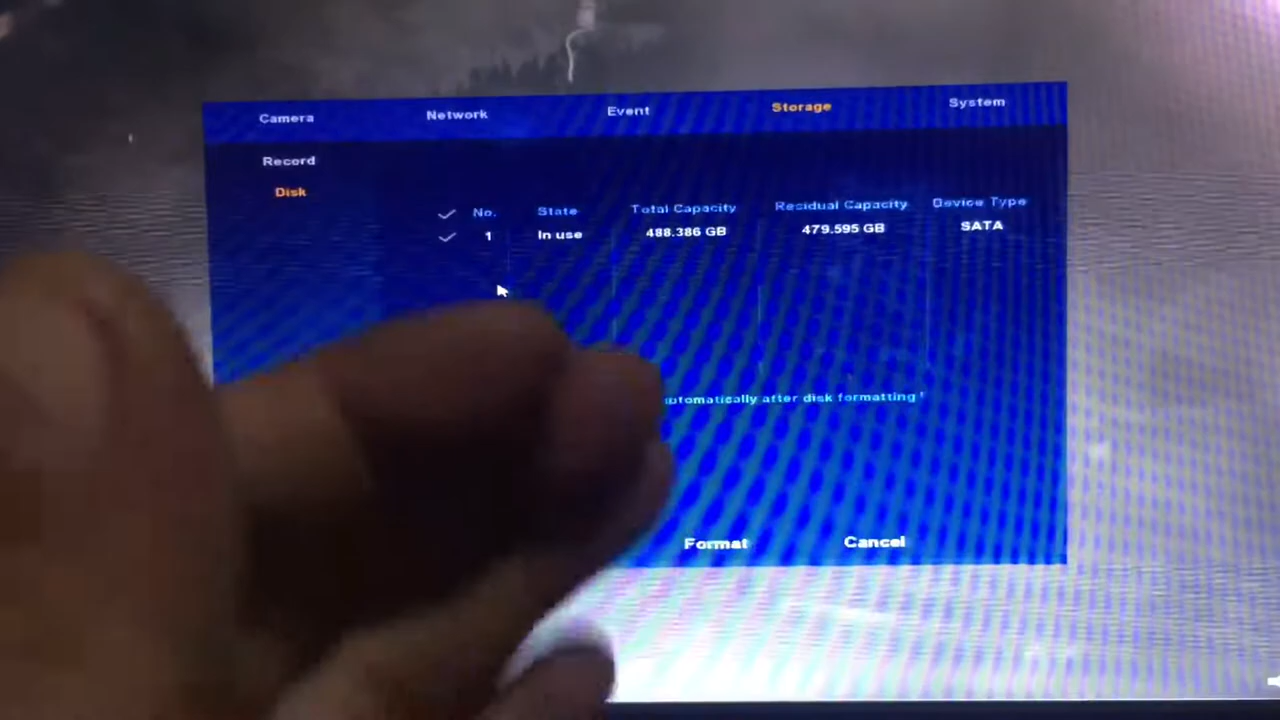 Camera Network Event Storage System
Record
Disk
No. State Total Capacity Residual Capacity Device Type
1 In use 488.386 GB 479.595 GB SATA
automatically after disk formatting !
Format Cancel